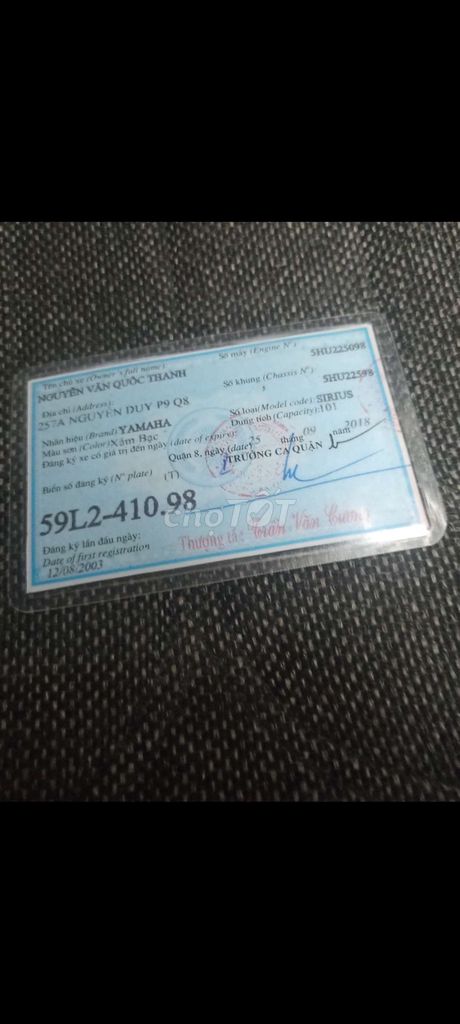 Tên chủ xe (Owner's full name)
NGUYỄN VĂN QUỐC THANH
Địa chỉ (Address):
257A NGUYỄN DUY P9 Q8
Nhãn hiệu (Brand) YAMAHA
Màu sơn (Color) Xám Bạc
Đăng ký xe có giá trị đến ngày (date of expiry):
Biển số đăng ký (N° plate) (T)
59L2-410.98
Đăng ký lần đầu ngày:
Date of first registration
12/08/2003
Số máy (Engine N°) 5HU225098
Số khung (Chassis N°) 5HU22598
Số loại (Model code): SIRIUS
Dung tích (Capacity): 101
Quận 8, ngày (date) 25 tháng 09 năm 2018
TRƯỞNG CA QUẬN
Thượng tá: Trần Văn
CHOTỐT